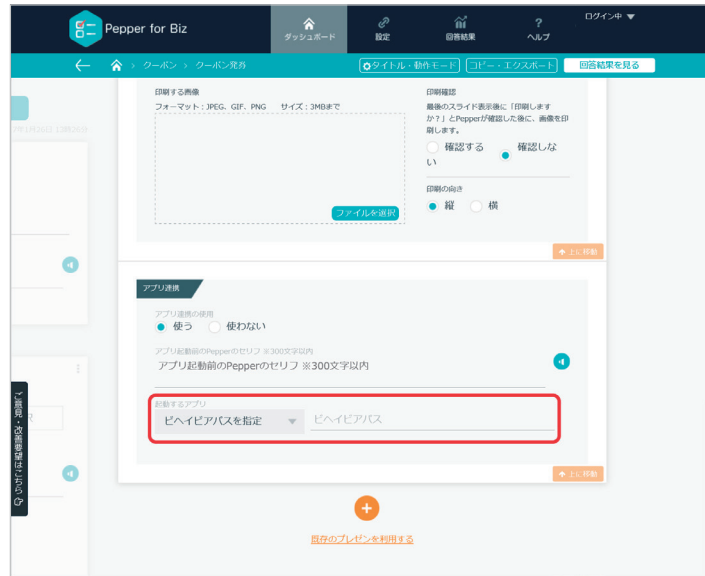 Pepper for Biz
ダッシュボード
設定
回答結果
ヘルプ
ログイン中 ▼
クーポン > クーポン発券
タイトル・動作モード
コピー・エクスポート
回答結果を見る
印刷する画像
フォーマット：JPEG、GIF、PNG サイズ：3MBまで
ファイルを選択
印刷確認
最後のスライド表示後に「印刷します
か？」とPepperが確認した後に、画像を印
刷します。
確認する
確認しな
い
印刷の向き
縦
横
上に移動
アプリ連携
アプリ連携の使用
使う
使わない
アプリ起動前のPepperのセリフ ※300文字以内
アプリ起動前のPepperのセリフ ※300文字以内
起動するアプリ
ビヘイビアパスを指定
ビヘイビアパス
上に移動
既存のプレゼンを利用する
ご意見・改善要望はこちら